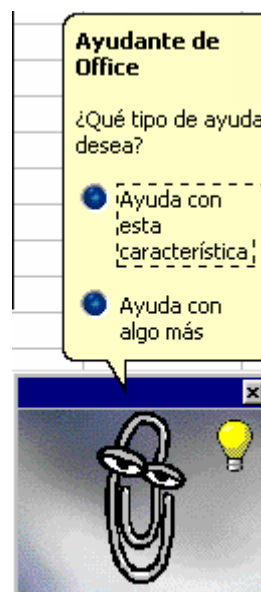 Ayudante de
Office
¿Qué tipo de ayuda
desea?
Ayuda con
esta
característica
Ayuda con
algo más